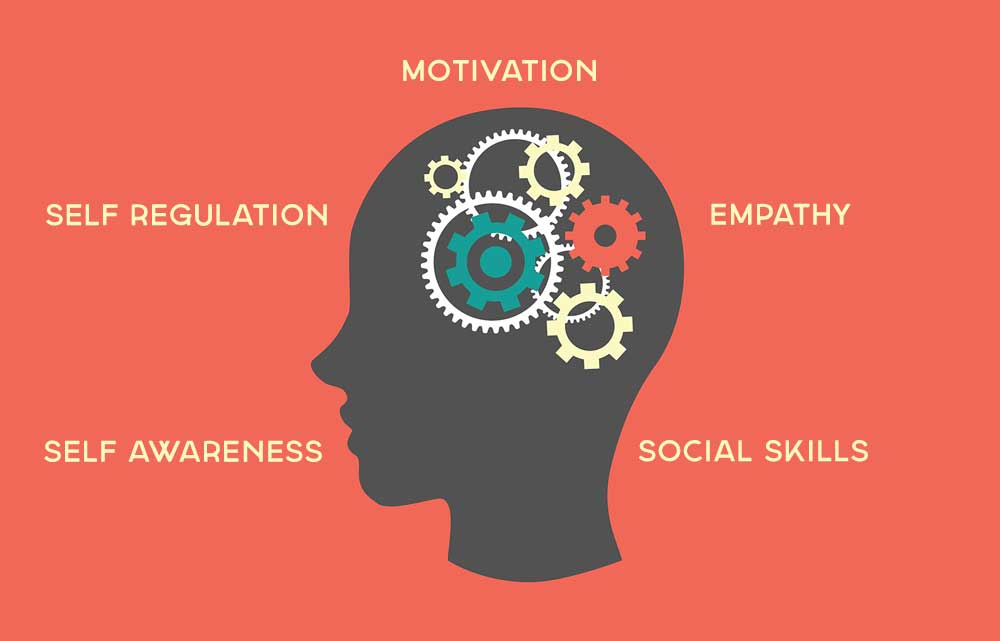 MOTIVATION
SELF REGULATION
EMPATHY
SELF AWARENESS
SOCIAL SKILLS